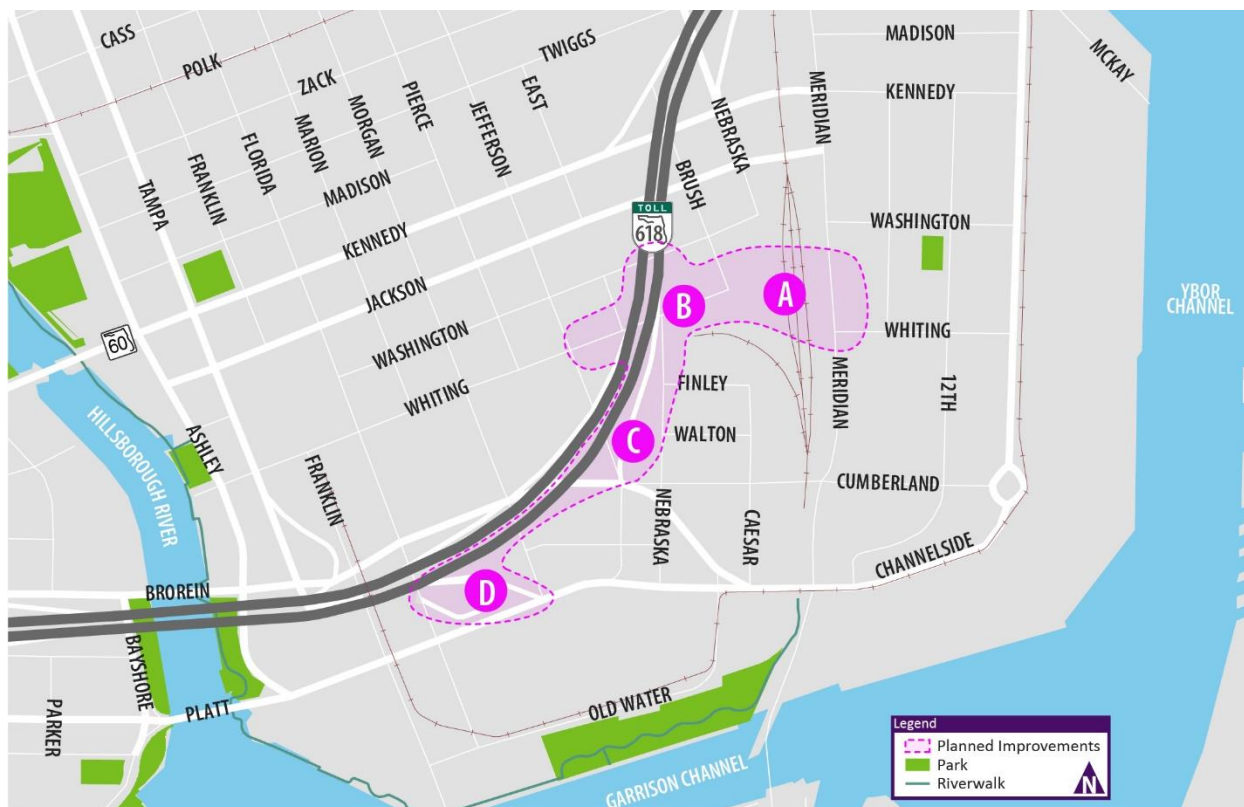 CASS
POLK
ZACK
TWIGGS
MADISON
MCKAY
KENNEDY
MERIDIAN
NEBRASKA
EAST
JEFFERSON
PIERCE
MORGAN
MARION
FLORIDA
FRANKLIN
TAMPA
MADISON
BRUSH
KENNEDY
TOLL
618
WASHINGTON
JACKSON
A
B
YBOR
CHANNEL
60
WASHINGTON
WHITING
WHITING
FINLEY
MERIDIAN
12TH
HILLSBOROUGH RIVER
ASHLEY
C
WALTON
FRANKLIN
CUMBERLAND
NEBRASKA
CAESAR
CHANNELSIDE
BROREIN
D
BAYSHORE
PARKER
PLATT
OLD WATER
GARRISON CHANNEL
Legend
Planned Improvements
Park
Riverwalk
N